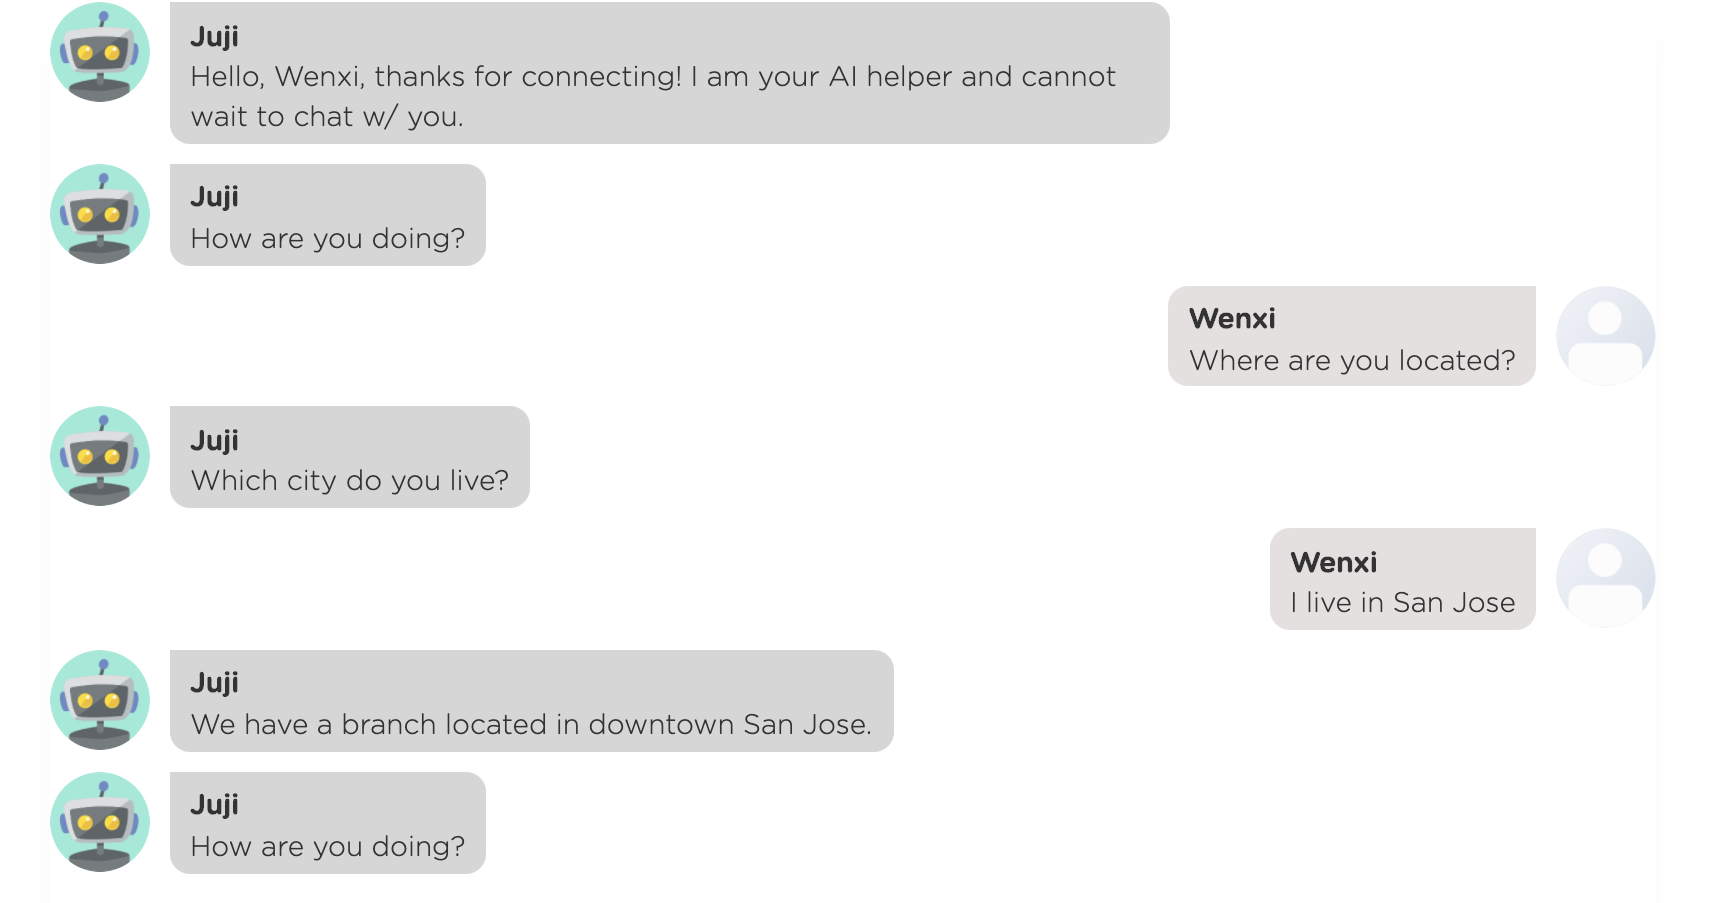 Juji
Hello, Wenxi, thanks for connecting! I am your AI helper and cannot
wait to chat w/ you.
Juji
How are you doing?
Wenxi
Where are you located?
Juji
Which city do you live?
Wenxi
I live in San Jose
Juji
We have a branch located in downtown San Jose.
Juji
How are you doing?